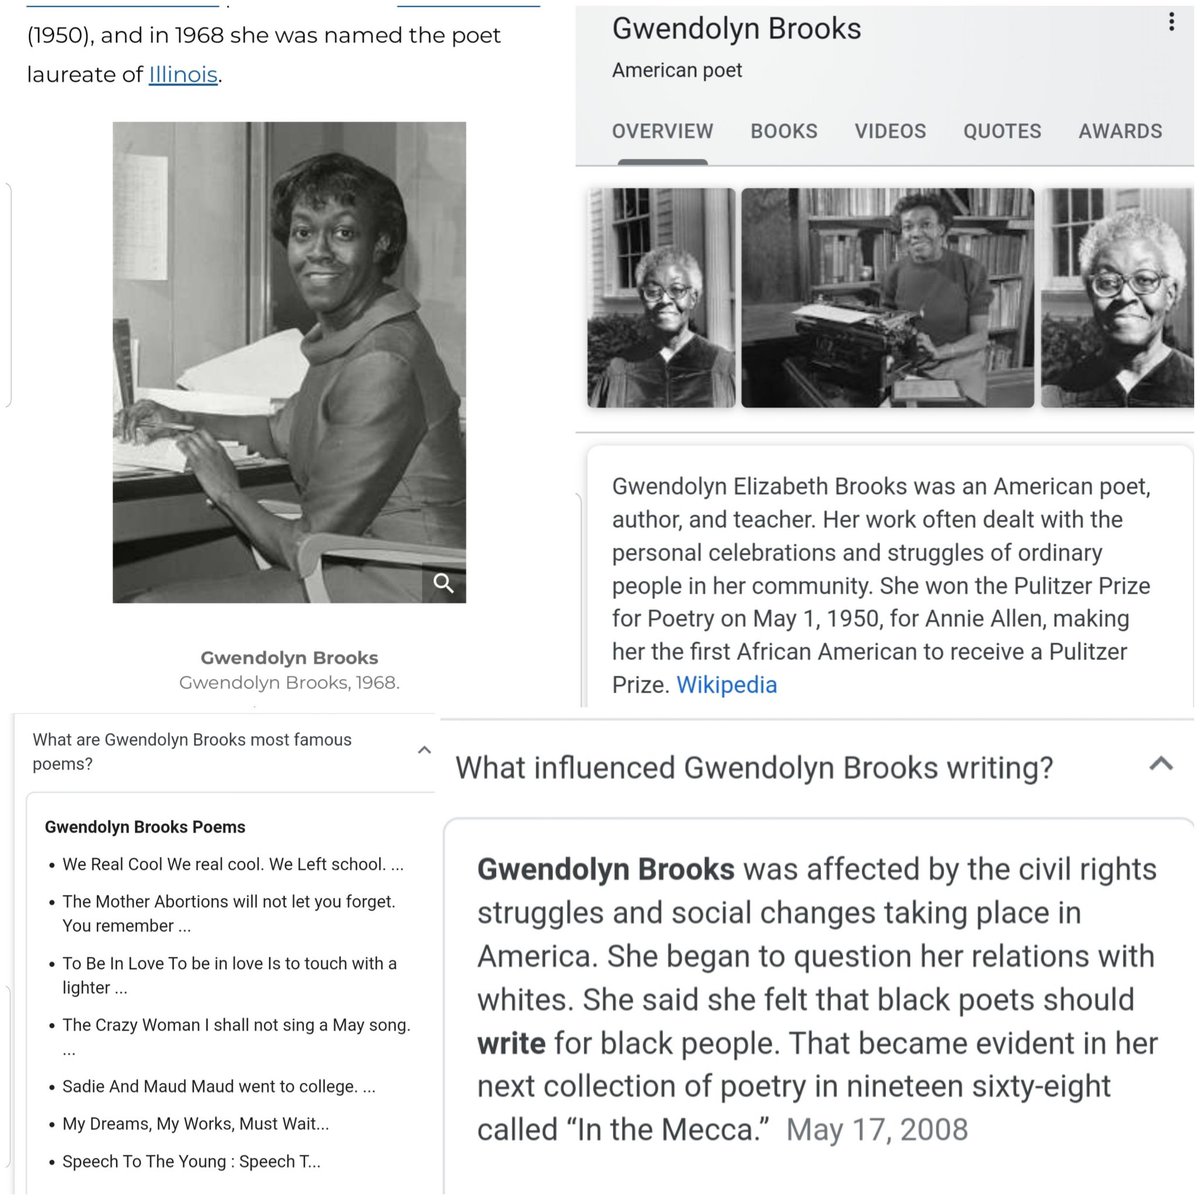 (1950), and in 1968 she was named the poet
laureate of Illinois.
Gwendolyn Brooks
Gwendolyn Brooks, 1968.
Gwendolyn Brooks
American poet
OVERVIEW BOOKS VIDEOS QUOTES AWARDS
Gwendolyn Elizabeth Brooks was an American poet,
author, and teacher. Her work often dealt with the
personal celebrations and struggles of ordinary
people in her community. She won the Pulitzer Prize
for Poetry on May 1, 1950, for Annie Allen, making
her the first African American to receive a Pulitzer
Prize. Wikipedia
What are Gwendolyn Brooks most famous
poems?
Gwendolyn Brooks Poems
• We Real Cool We real cool. We Left school. ...
• The Mother Abortions will not let you forget.
You remember ...
• To Be In Love To be in love Is to touch with a
lighter ...
• The Crazy Woman I shall not sing a May song.
...
• Sadie And Maud Maud went to college. ...
• My Dreams, My Works, Must Wait...
• Speech To The Young : Speech T...
What influenced Gwendolyn Brooks writing?
Gwendolyn Brooks was affected by the civil rights
struggles and social changes taking place in
America. She began to question her relations with
whites. She said she felt that black poets should
write for black people. That became evident in her
next collection of poetry in nineteen sixty-eight
called “In the Mecca.” May 17, 2008